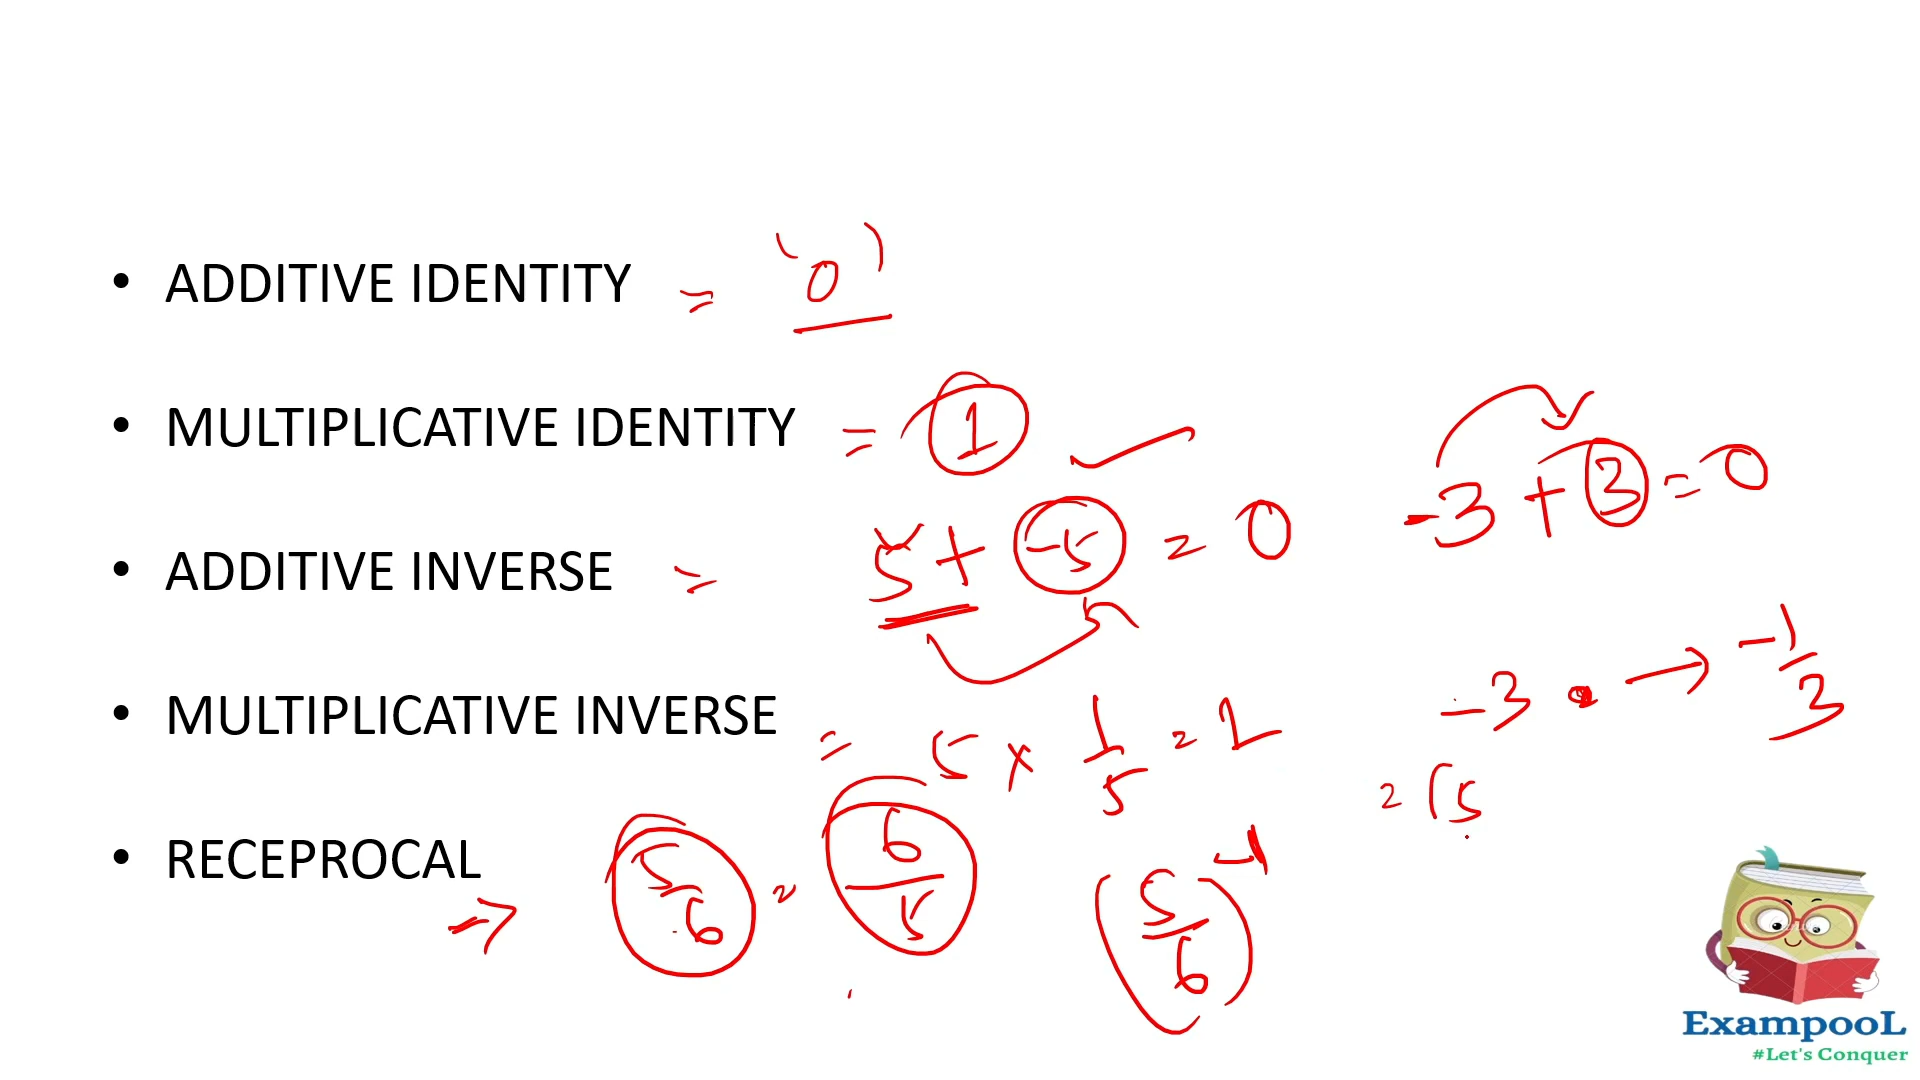 • ADDITIVE IDENTITY = '0'
• MULTIPLICATIVE IDENTITY = 1
-3 + 3 = 0
• ADDITIVE INVERSE = 5 + -5 = 0
-3 → -1/3
• MULTIPLICATIVE INVERSE = 5 × 1/5 = 1
= (5
• RECEPROCAL → 5/6 = 6/5 (5/6)^-1
ExampooL
#Let's Conquer